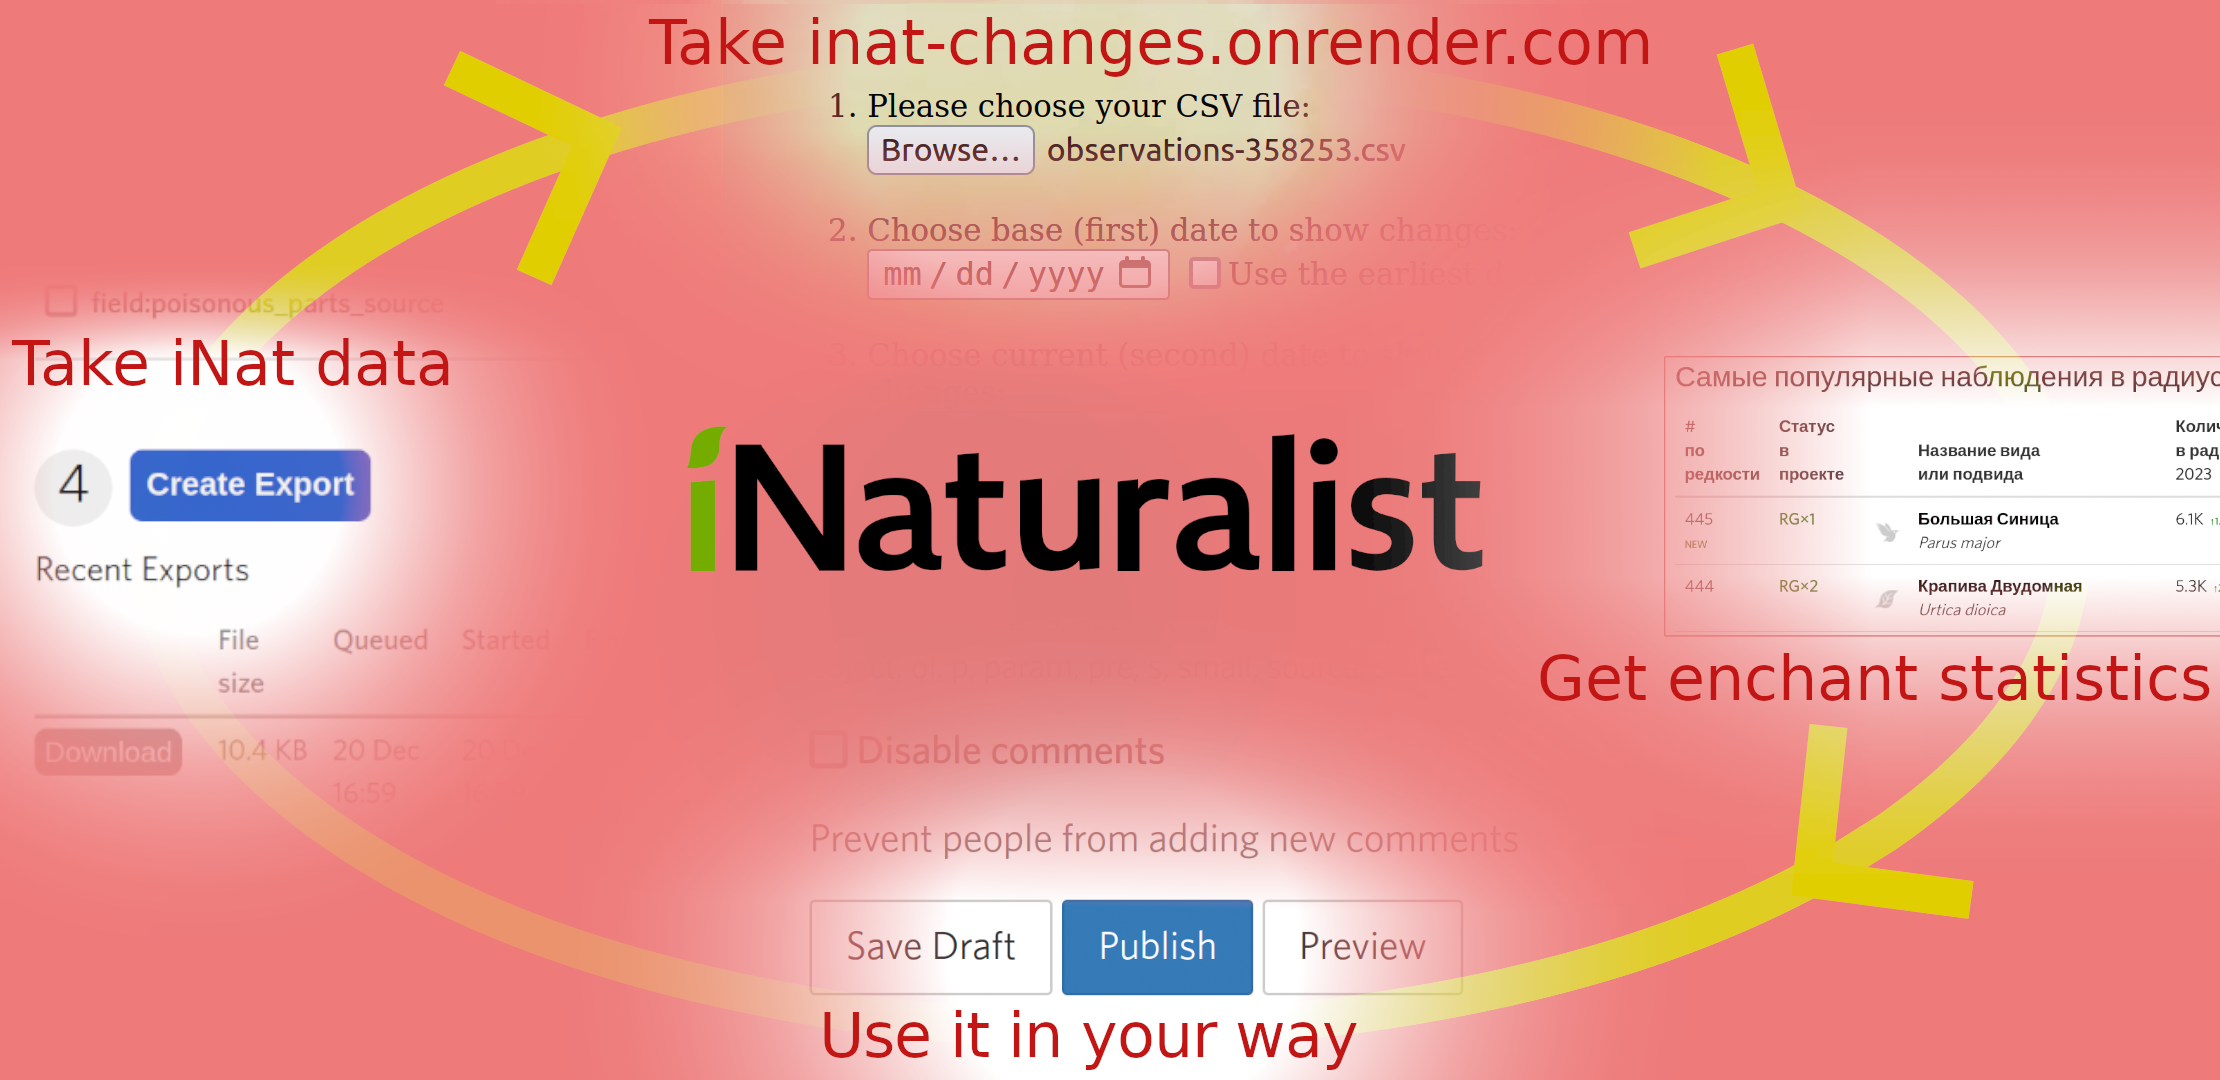 Take inat-changes.onrender.com
1. Please choose your CSV file:
Browse... observations-358253.csv
2. Choose base (first) date to show changes:
mm / dd / yyyy Use the earliest
3. Choose current (second) date to
field:poisonous_parts_source
Take iNat data
4 Create Export
Recent Exports
File size Queued Started
Download 10.4 KB 20 Dec 16:59 20
iNaturalist
Самые популярные наблюдения в радиус
# по редкости Статус в проекте Название вида или подвида 2023
445 NEW RG×1 Большая Синица Parus major 6.1K
444 RG×2 Крапива Двудомная Urtica dioica 5.3K
Get enchant statistics
param, pre, s, small,
Disable comments
Prevent people from adding new comments
Save Draft Publish Preview
Use it in your way